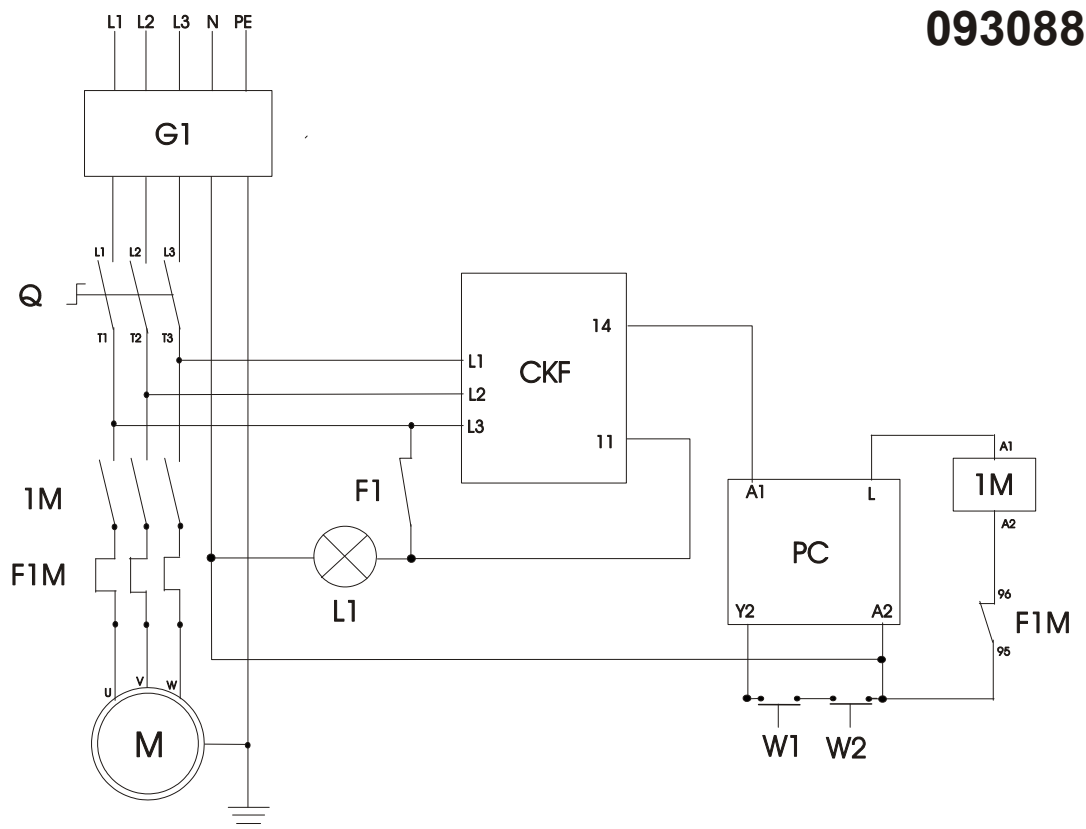 093088
L1 L2 L3 N PE
G1
L1 L2 L3
Q
T1 T2 T3
14
L1
CKF
L2
L3
11
A1
1M
F1
A1 L
1M
A2
PC
F1M
96
L1
Y2 A2
F1M
95
U V W
M
W1 W2